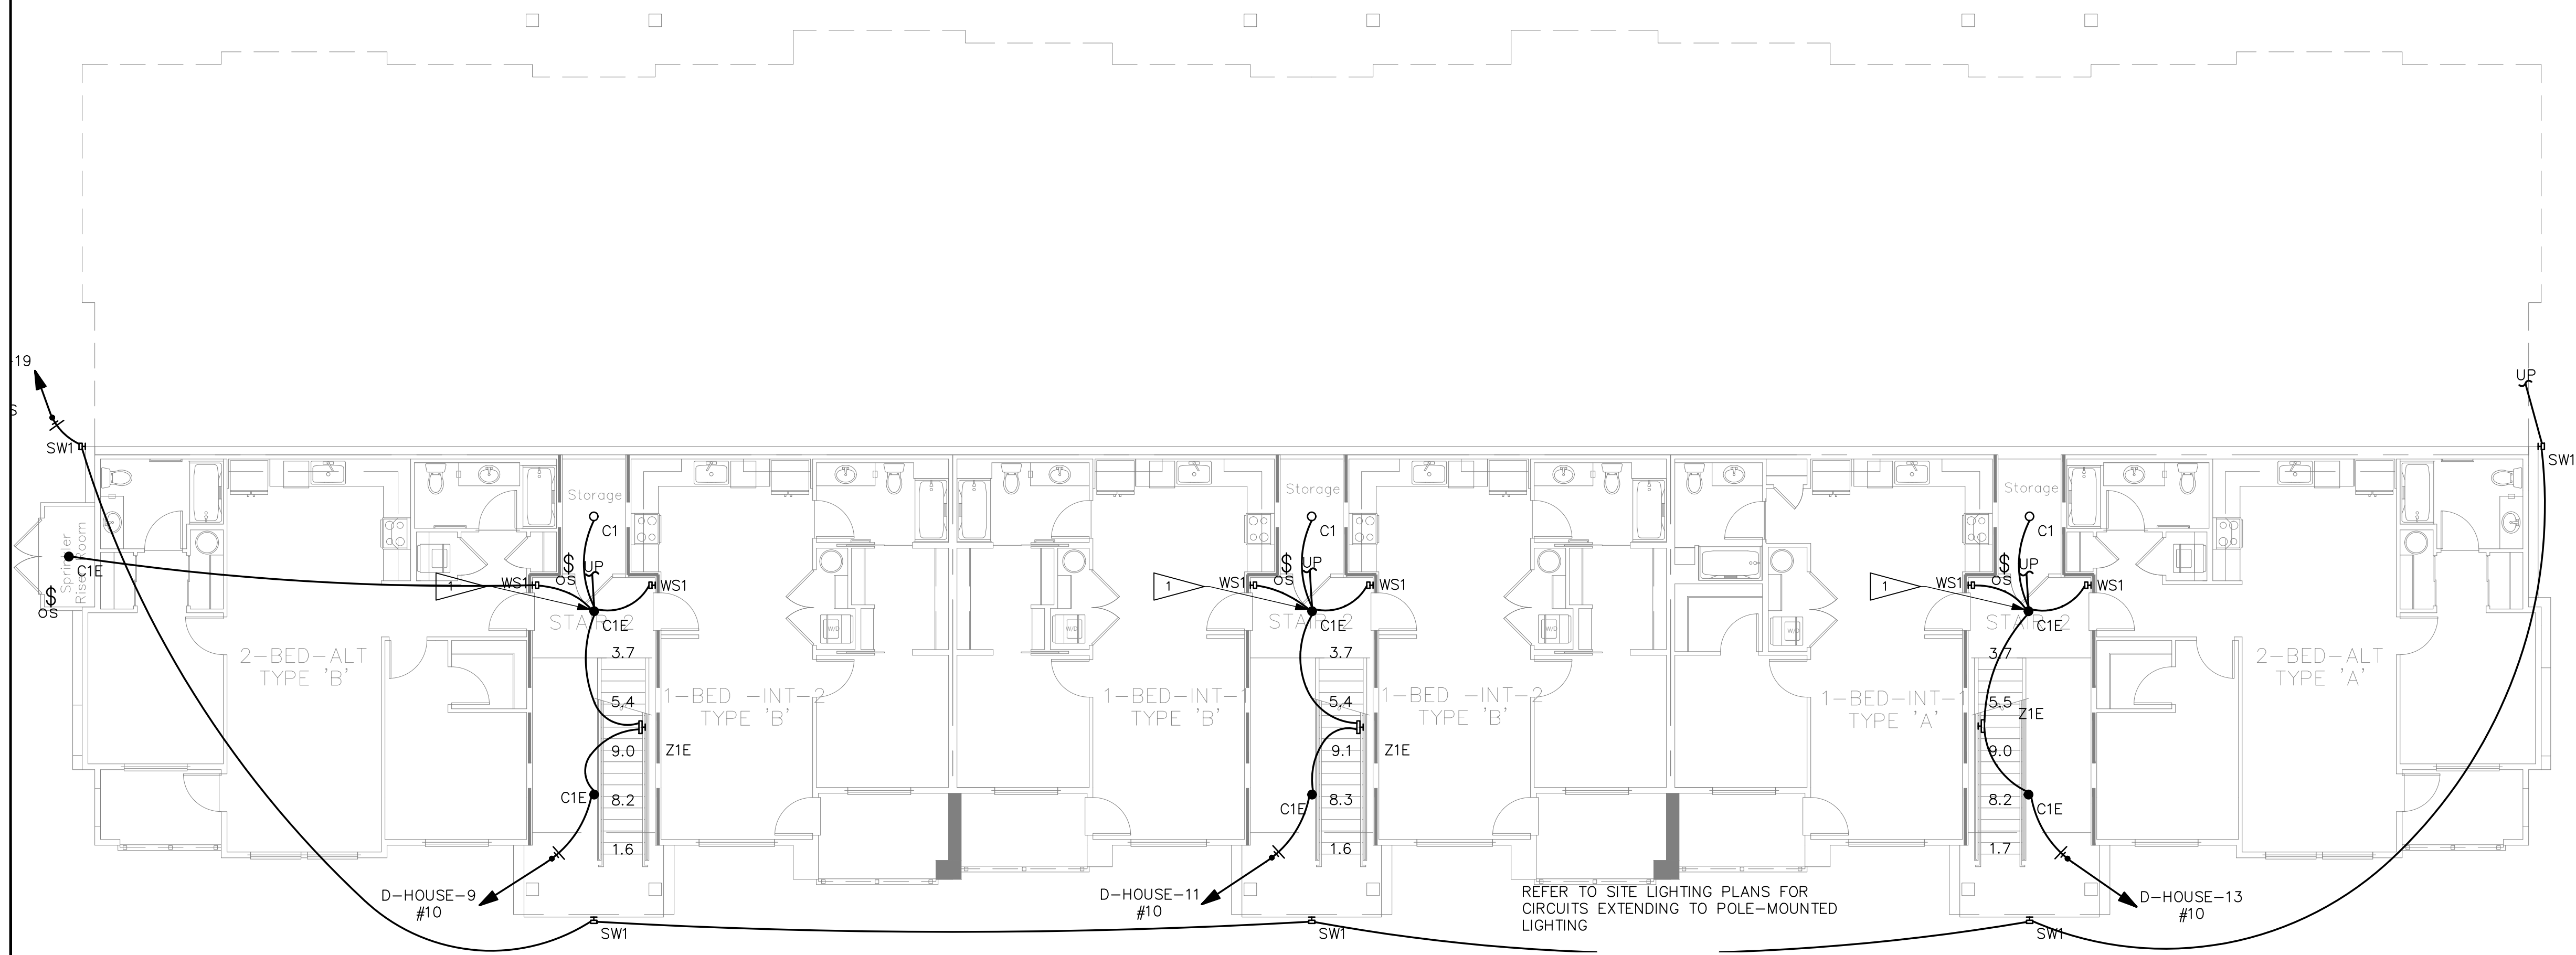 -19
S
UP
SW1
SW1
Storage
Storage
Storage
C1
C1
C1
Sprinkler
Riser Room
C1E
$
OS
1
WS1
$
OS
UP
WS1
C1E
STAIR 2
1
WS1
$
OS
UP
WS1
C1E
STAIR 2
1
WS1
$
OS
UP
WS1
C1E
STAIR 2
W/D
W/D
W/D
W/D
2-BED-ALT
TYPE 'B'
1-BED -INT-2
TYPE 'B'
1-BED-INT-1
TYPE 'B'
1-BED -INT-2
TYPE 'B'
1-BED-INT-1
TYPE 'A'
2-BED-ALT
TYPE 'A'
3.7
5.4
9.0
8.2
1.6
Z1E
C1E
3.7
5.4
9.1
8.3
1.6
Z1E
C1E
3.7
5.5
9.0
8.2
1.7
Z1E
C1E
D-HOUSE-9
#10
D-HOUSE-11
#10
REFER TO SITE LIGHTING PLANS FOR
CIRCUITS EXTENDING TO POLE-MOUNTED
LIGHTING
D-HOUSE-13
#10
SW1
SW1
SW1